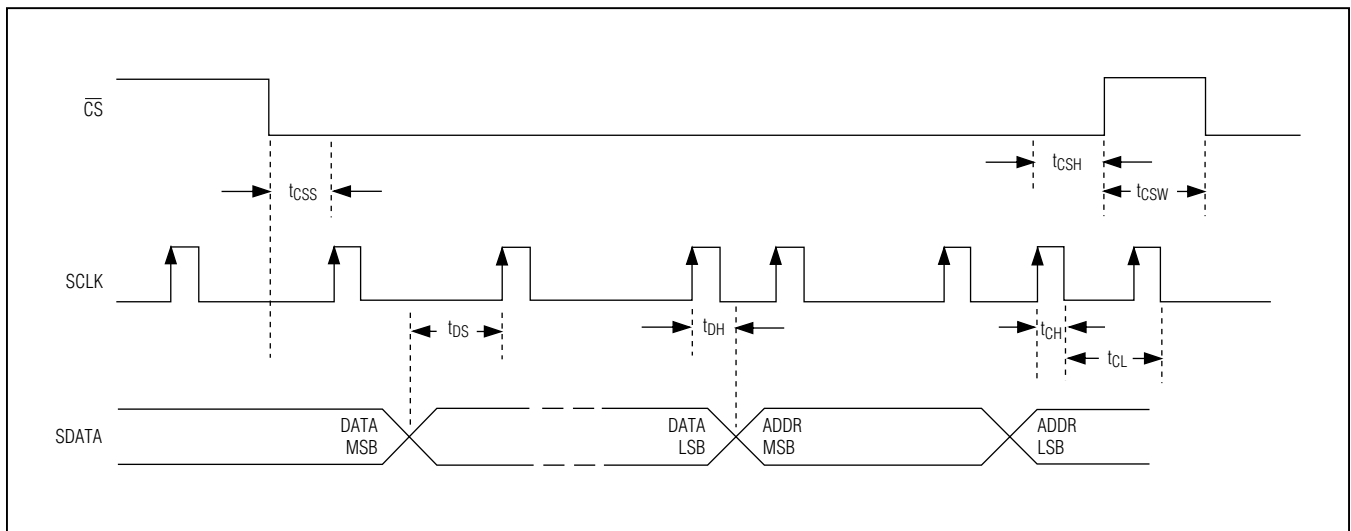 CS
tCSS
tCSH
tCSW
SCLK
tDS
tDH
tCH
tCL
SDATA
DATA
MSB
DATA
LSB
ADDR
MSB
ADDR
LSB